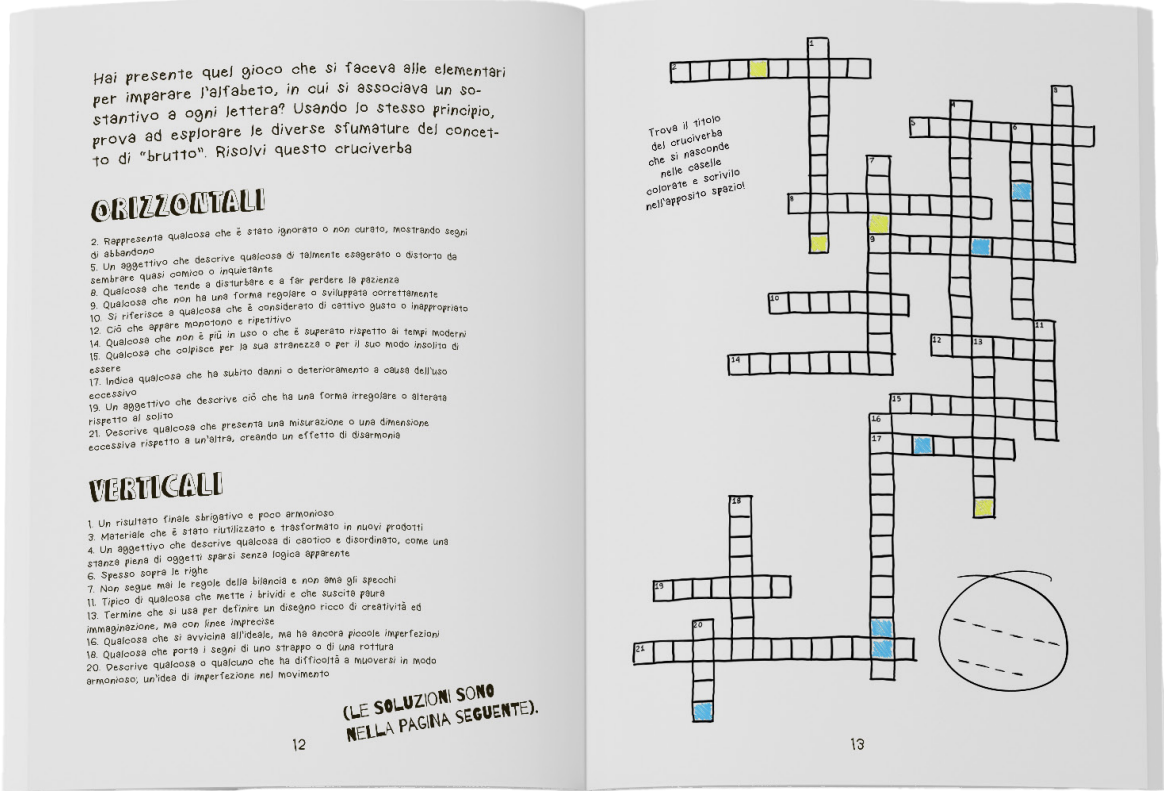 Hai presente quel gioco che si faceva alle elementari
per imparare l'alfabeto, in cui si associava un so-
stantivo a ogni lettera? Usando lo stesso principio,
prova ad esplorare le diverse sfumature del concet-
to di "brutto". Risolvi questo cruciverba
ORIZZONTALI
2. Rappresenta qualcosa che è stato ignorato o non curato, mostrando segni
di abbandono
5. Un aggettivo che descrive qualcosa di talmente esagerato o distorto da
sembrare quasi comico o inquietante
8. Qualcosa che tende a disturbare e a far perdere la pazienza
9. Qualcosa che non ha una forma regolare o sviluppata correttamente
10. Si riferisce a qualcosa che è considerato di cattivo gusto o inappropriato
12. Ciò che appare monotono e ripetitivo
14. Qualcosa che non è più in uso o che è superato rispetto ai tempi moderni
15. Qualcosa che colpisce per la sua stranezza o per il suo modo insolito di
essere
17. Indica qualcosa che ha subito danni o deterioramento a causa dell'uso
eccessivo
19. Un aggettivo che descrive ciò che ha una forma irregolare o alterata
rispetto al solito
21. Descrive qualcosa che presenta una misurazione o una dimensione
eccessiva rispetto a un'altra, creando un effetto di disarmonia
VERTICALI
1. Un risultato finale sbrigativo e poco armonioso
3. Materiale che è stato riutilizzato e trasformato in nuovi prodotti
4. Un aggettivo che descrive qualcosa di caotico e disordinato, come una
stanza piena di oggetti sparsi senza logica apparente
6. Spesso sopra le righe
7. Non segue mai le regole della bilancia e non ama gli specchi
11. Tipico di qualcosa che mette i brividi e che suscita paura
13. Termine che si usa per definire un disegno ricco di creatività ed
immaginazione, ma con linee imprecise
16. Qualcosa che si avvicina all'ideale, ma ha ancora piccole imperfezioni
18. Qualcosa che porta i segni di uno strappo o di una rottura
20. Descrive qualcosa o qualcuno che ha difficoltà a muoversi in modo
armonioso; un'idea di imperfezione nel movimento
(LE SOLUZIONI SONO
NELLA PAGINA SEGUENTE).
12
1
2
3
4
5
6
Trova il titolo
del cruciverba
che si nasconde
nelle caselle
colorate e scrivilo
nell'apposito spazio!
7
8
9
10
11
12
13
14
15
16
17
18
19
20
21
13